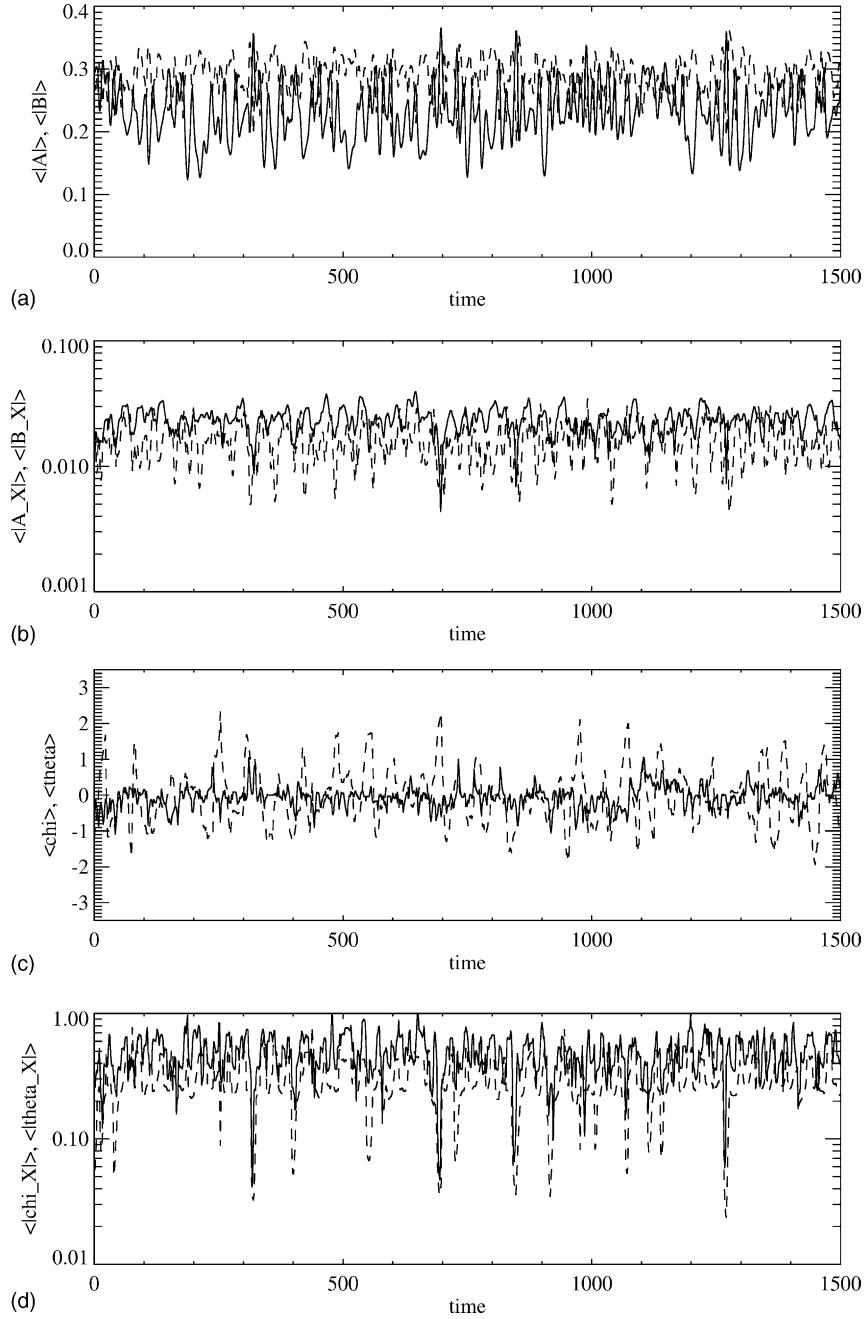 0.4
0.3
0.2
0.1
0.0
<|A|>, <|B|>
0 500 1000 1500
time
(a)
0.100
0.010
0.001
<|A_X|>, <|B_X|>
0 500 1000 1500
time
(b)
3
2
1
0
-1
-2
-3
<chi>, <theta>
0 500 1000 1500
time
(c)
1.00
0.10
0.01
<|chi_X|>, <|theta_X|>
0 500 1000 1500
time
(d)